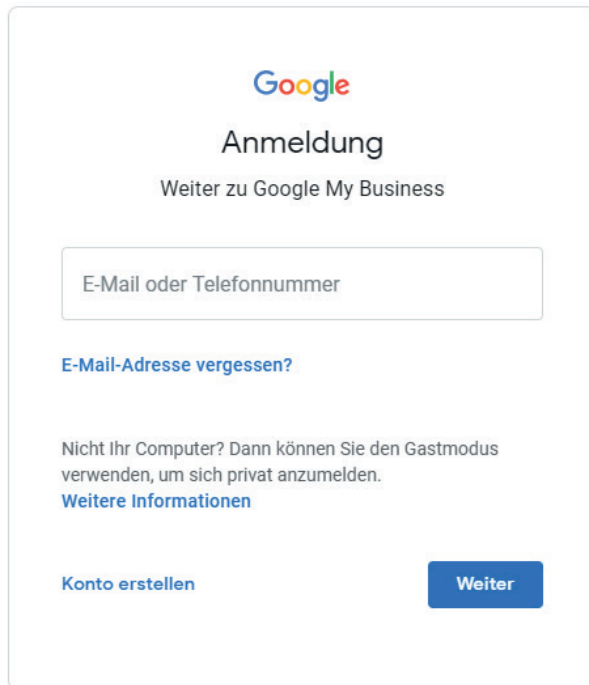 Google
Anmeldung
Weiter zu Google My Business
E-Mail oder Telefonnummer
E-Mail-Adresse vergessen?
Nicht Ihr Computer? Dann können Sie den Gastmodus
verwenden, um sich privat anzumelden.
Weitere Informationen
Konto erstellen
Weiter